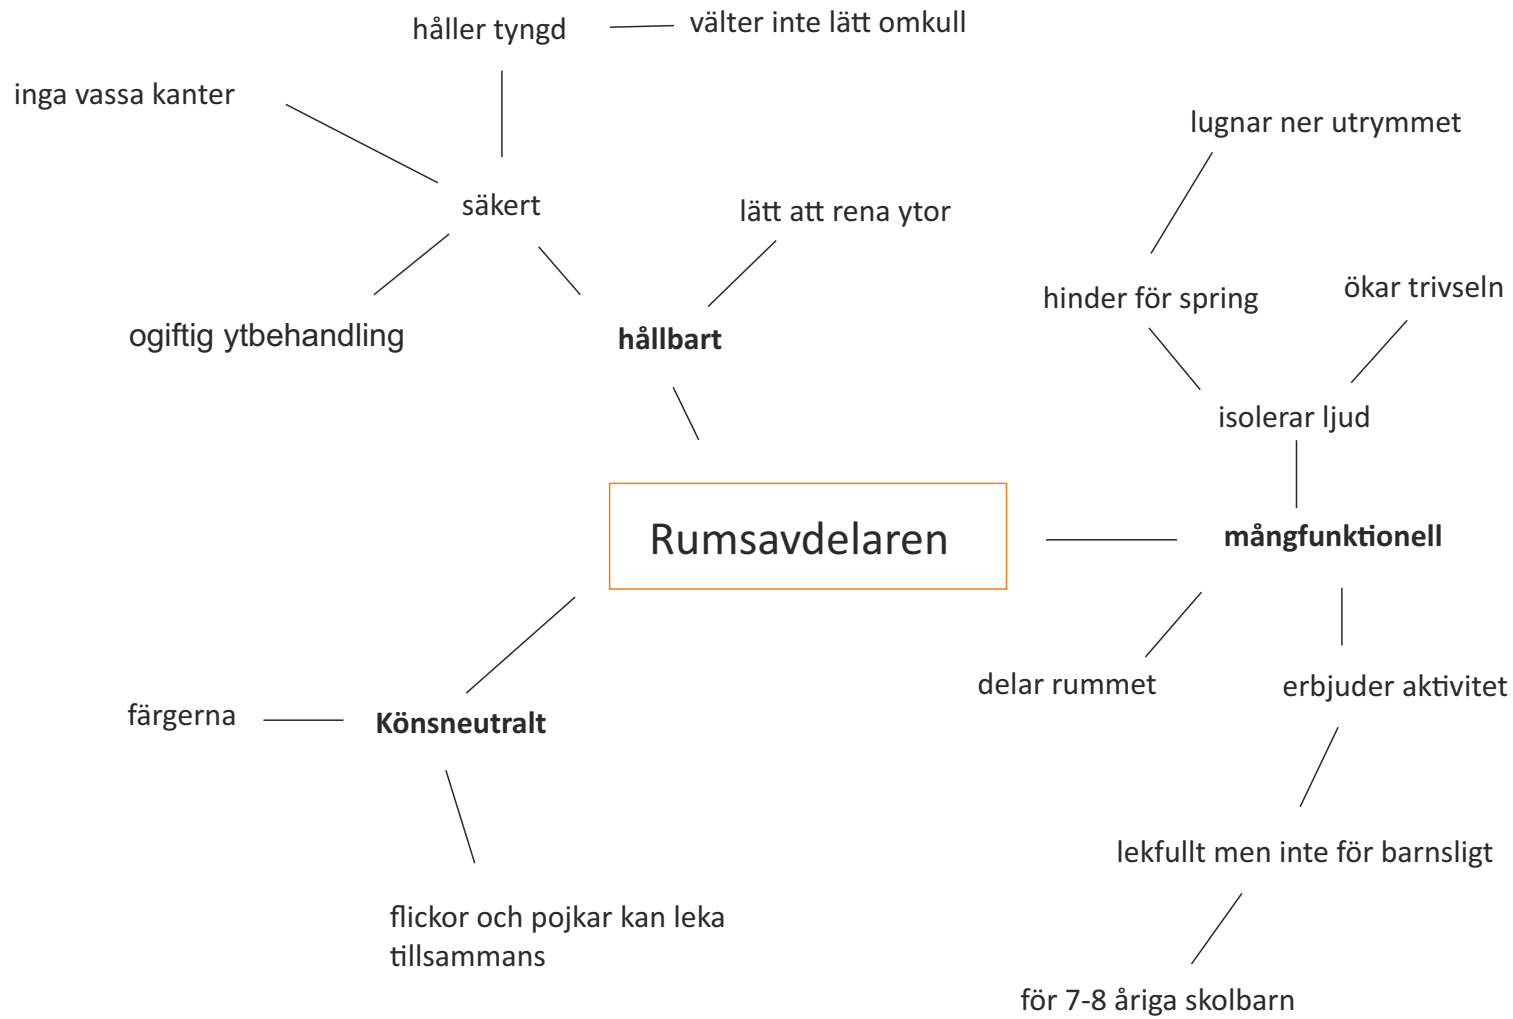 håller tyngd
välter inte lätt omkull
inga vassa kanter
lugnar ner utrymmet
säkert
lätt att rena ytor
hinder för spring
ökar trivseln
ogiftig ytbehandling
hållbart
isolerar ljud
Rumsavdelaren
mångfunktionell
delar rummet
erbjuder aktivitet
färgerna
Könsneutralt
lekfullt men inte för barnsligt
flickor och pojkar kan leka
tillsammans
för 7-8 åriga skolbarn